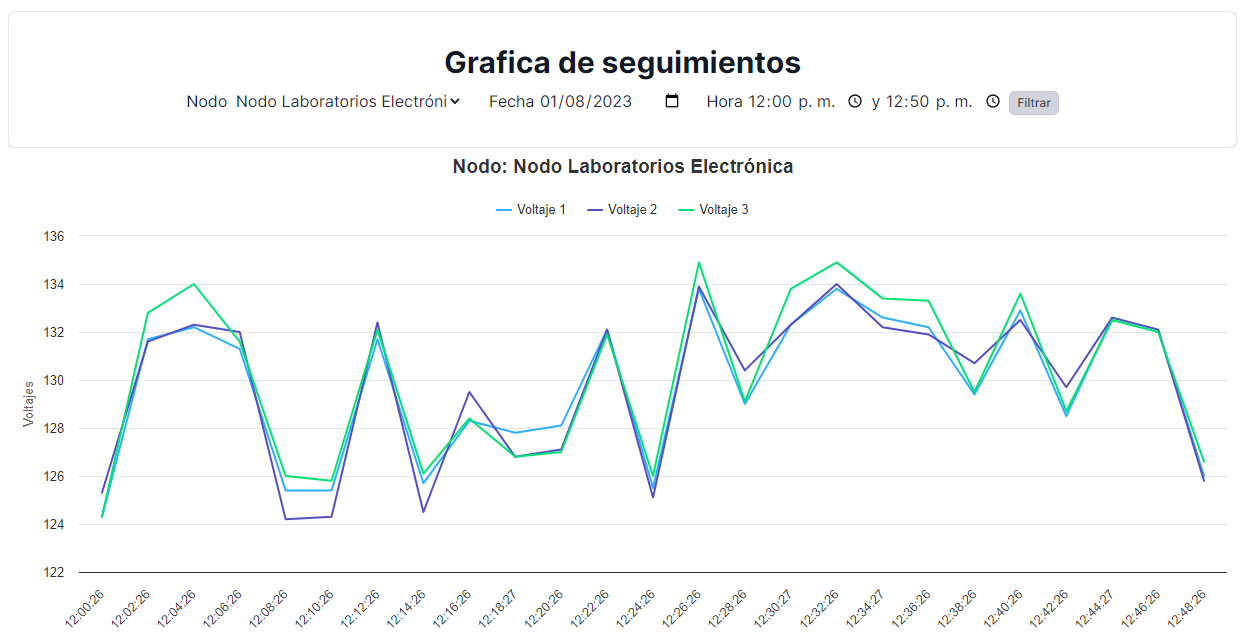 Grafica de seguimientos
Nodo Nodo Laboratorios Electróni Fecha 01/08/2023 Hora 12:00 p. m. y 12:50 p. m. Filtrar
Nodo: Nodo Laboratorios Electrónica
Voltaje 1 Voltaje 2 Voltaje 3
136
134
132
130
128
126
124
122
Voltajes
12:00:26 12:02:26 12:04:26 12:06:26 12:08:26 12:10:26 12:12:26 12:14:26 12:16:26 12:18:27 12:20:26 12:22:26 12:24:26 12:26:26 12:28:26 12:30:27 12:32:26 12:34:27 12:36:26 12:38:26 12:40:26 12:42:26 12:44:27 12:46:26 12:48:26